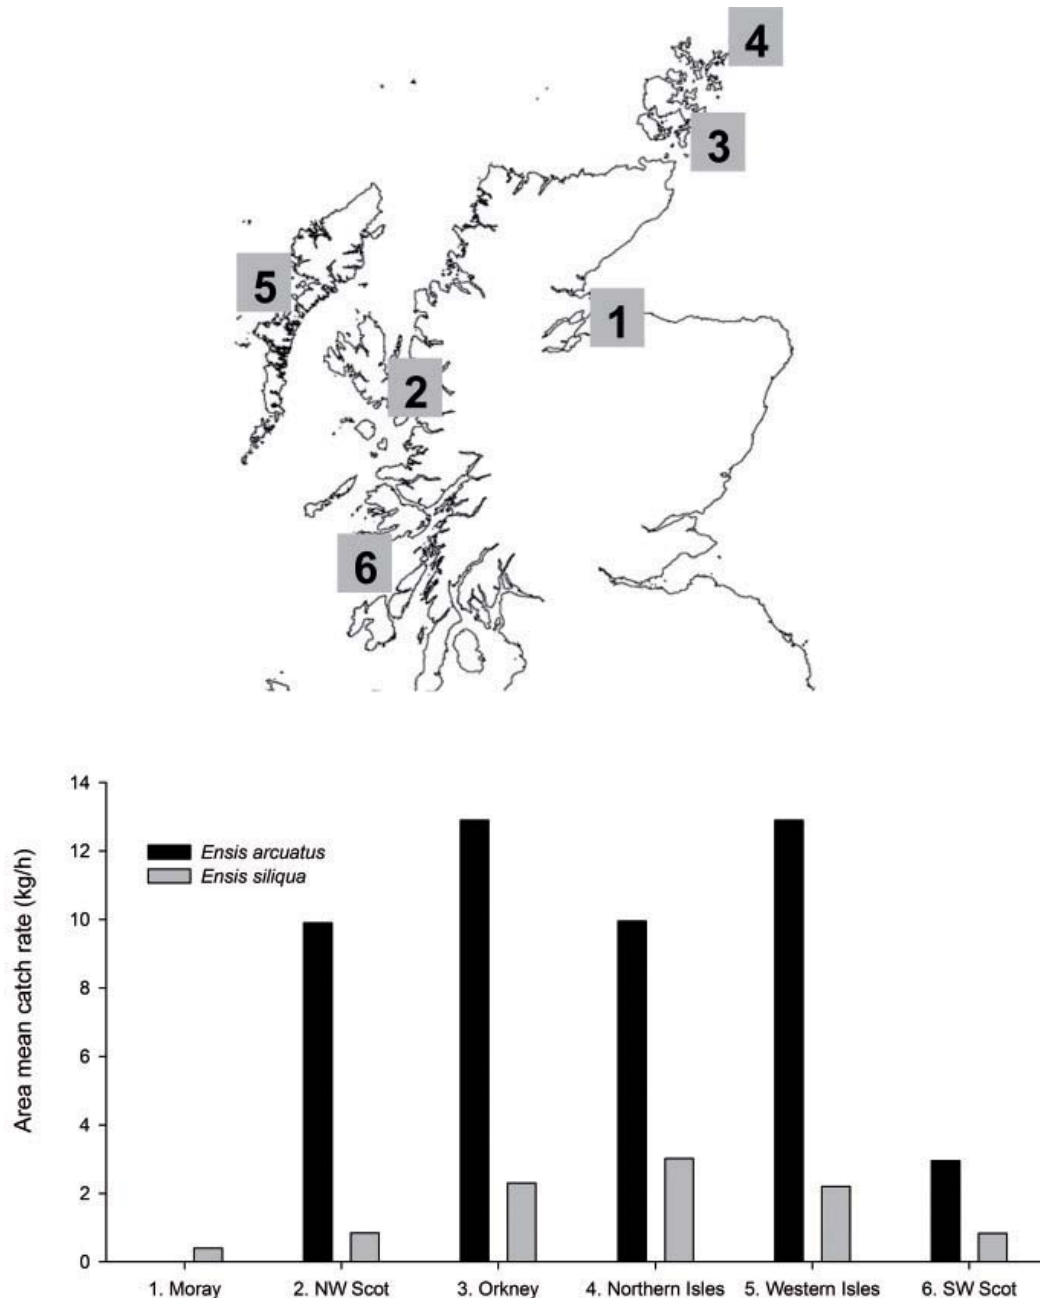 4
3
5
1
2
6
14
12
10
8
6
4
2
0
Area mean catch rate (kg/h)
Ensis arcuatus
Ensis siliqua
1. Moray
2. NW Scot
3. Orkney
4. Northern Isles
5. Western Isles
6. SW Scot